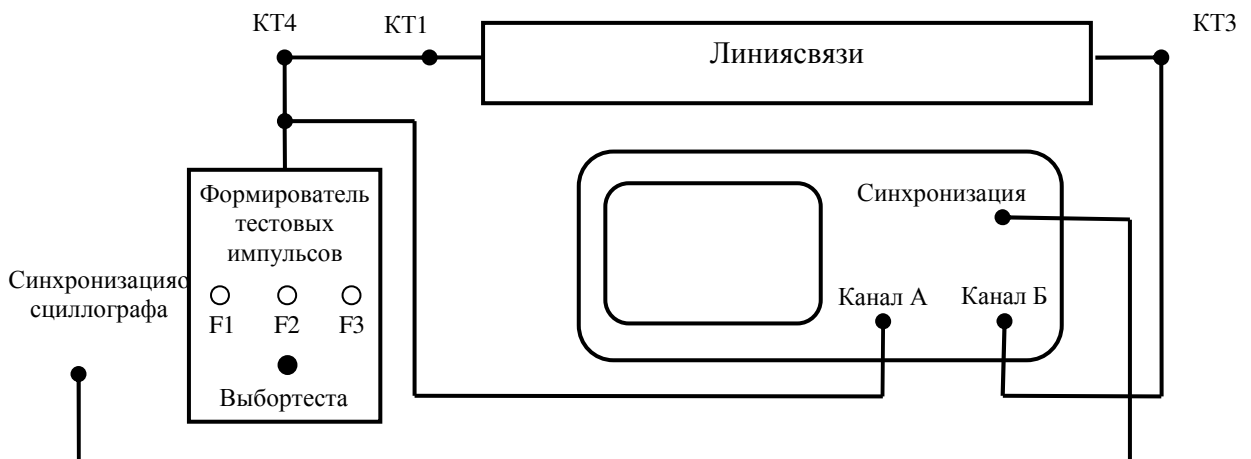 КТ4
КТ1
КТ3
Линиясвязи
Формирователь
тестовых
импульсов
Синхронизация
Синхронизацияо
сциллографа
F1
F2
F3
Канал А
Канал Б
Выбортеста